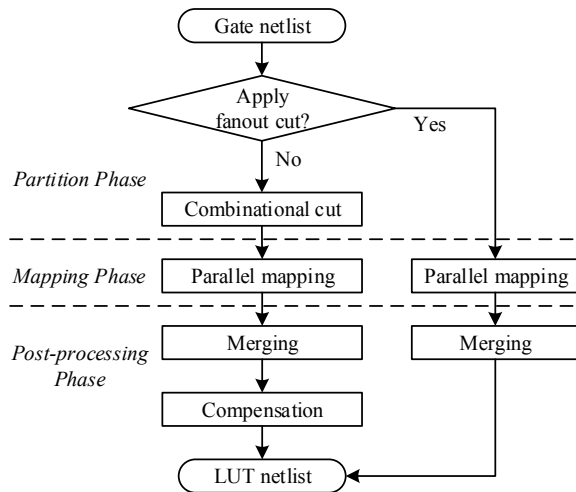 Gate netlist
Apply
fanout cut?
Yes
No
Partition Phase
Combinational cut
Mapping Phase
Parallel mapping
Parallel mapping
Post-processing
Phase
Merging
Merging
Compensation
LUT netlist